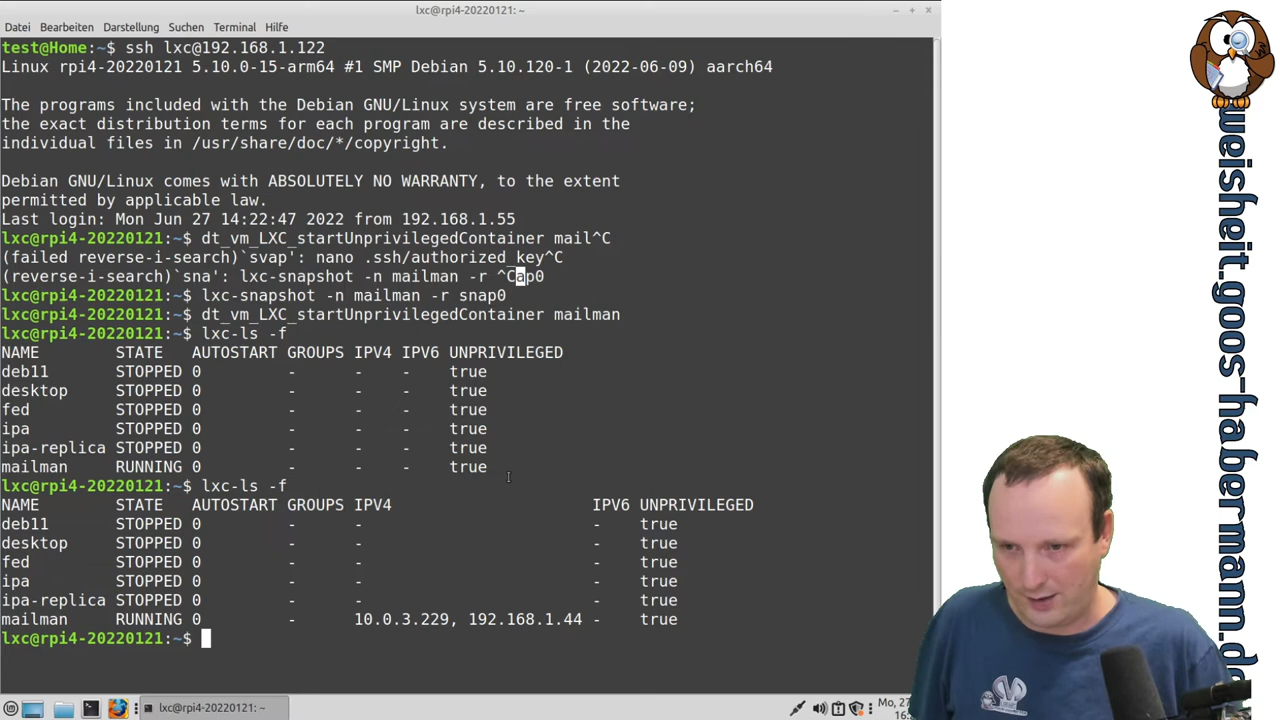 lxc@rpi4-20220121: ~
Datei Bearbeiten Darstellung Suchen Terminal Hilfe
test@Home:~$ ssh lxc@192.168.1.122
Linux rpi4-20220121 5.10.0-15-arm64 #1 SMP Debian 5.10.120-1 (2022-06-09) aarch64
The programs included with the Debian GNU/Linux system are free software;
the exact distribution terms for each program are described in the
individual files in /usr/share/doc/*/copyright.
Debian GNU/Linux comes with ABSOLUTELY NO WARRANTY, to the extent
permitted by applicable law.
Last login: Mon Jun 27 14:22:47 2022 from 192.168.1.55
lxc@rpi4-20220121:~$ dt_vm_LXC_startUnprivilegedContainer mail^C
(failed reverse-i-search)`svap': nano .ssh/authorized_key^C
(reverse-i-search)`sna': lxc-snapshot -n mailman -r ^Cap0
lxc@rpi4-20220121:~$ lxc-snapshot -n mailman -r snap0
lxc@rpi4-20220121:~$ dt_vm_LXC_startUnprivilegedContainer mailman
lxc@rpi4-20220121:~$ lxc-ls -f
NAME STATE AUTOSTART GROUPS IPV4 IPV6 UNPRIVILEGED
deb11 STOPPED 0 - - - true
desktop STOPPED 0 - - - true
fed STOPPED 0 - - - true
ipa STOPPED 0 - - - true
ipa-replica STOPPED 0 - - - true
mailman RUNNING 0 - - - true
lxc@rpi4-20220121:~$ lxc-ls -f
NAME STATE AUTOSTART GROUPS IPV4 IPV6 UNPRIVILEGED
deb11 STOPPED 0 - - - true
desktop STOPPED 0 - - - true
fed STOPPED 0 - - - true
ipa STOPPED 0 - - - true
ipa-replica STOPPED 0 - - - true
mailman RUNNING 0 - 10.0.3.229, 192.168.1.44 - true
lxc@rpi4-20220121:~$
lxc@rpi4-20220121: ~
Mo, 27
weisheit.goos-habermann.de